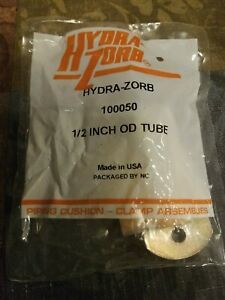 HYDRA-
ZORB
HYDRA-ZORB
100050
1/2 INCH OD TUBE
Made in USA
PACKAGED BY NC
PIPING CUSHION - CLAMP ASSEMBLIES